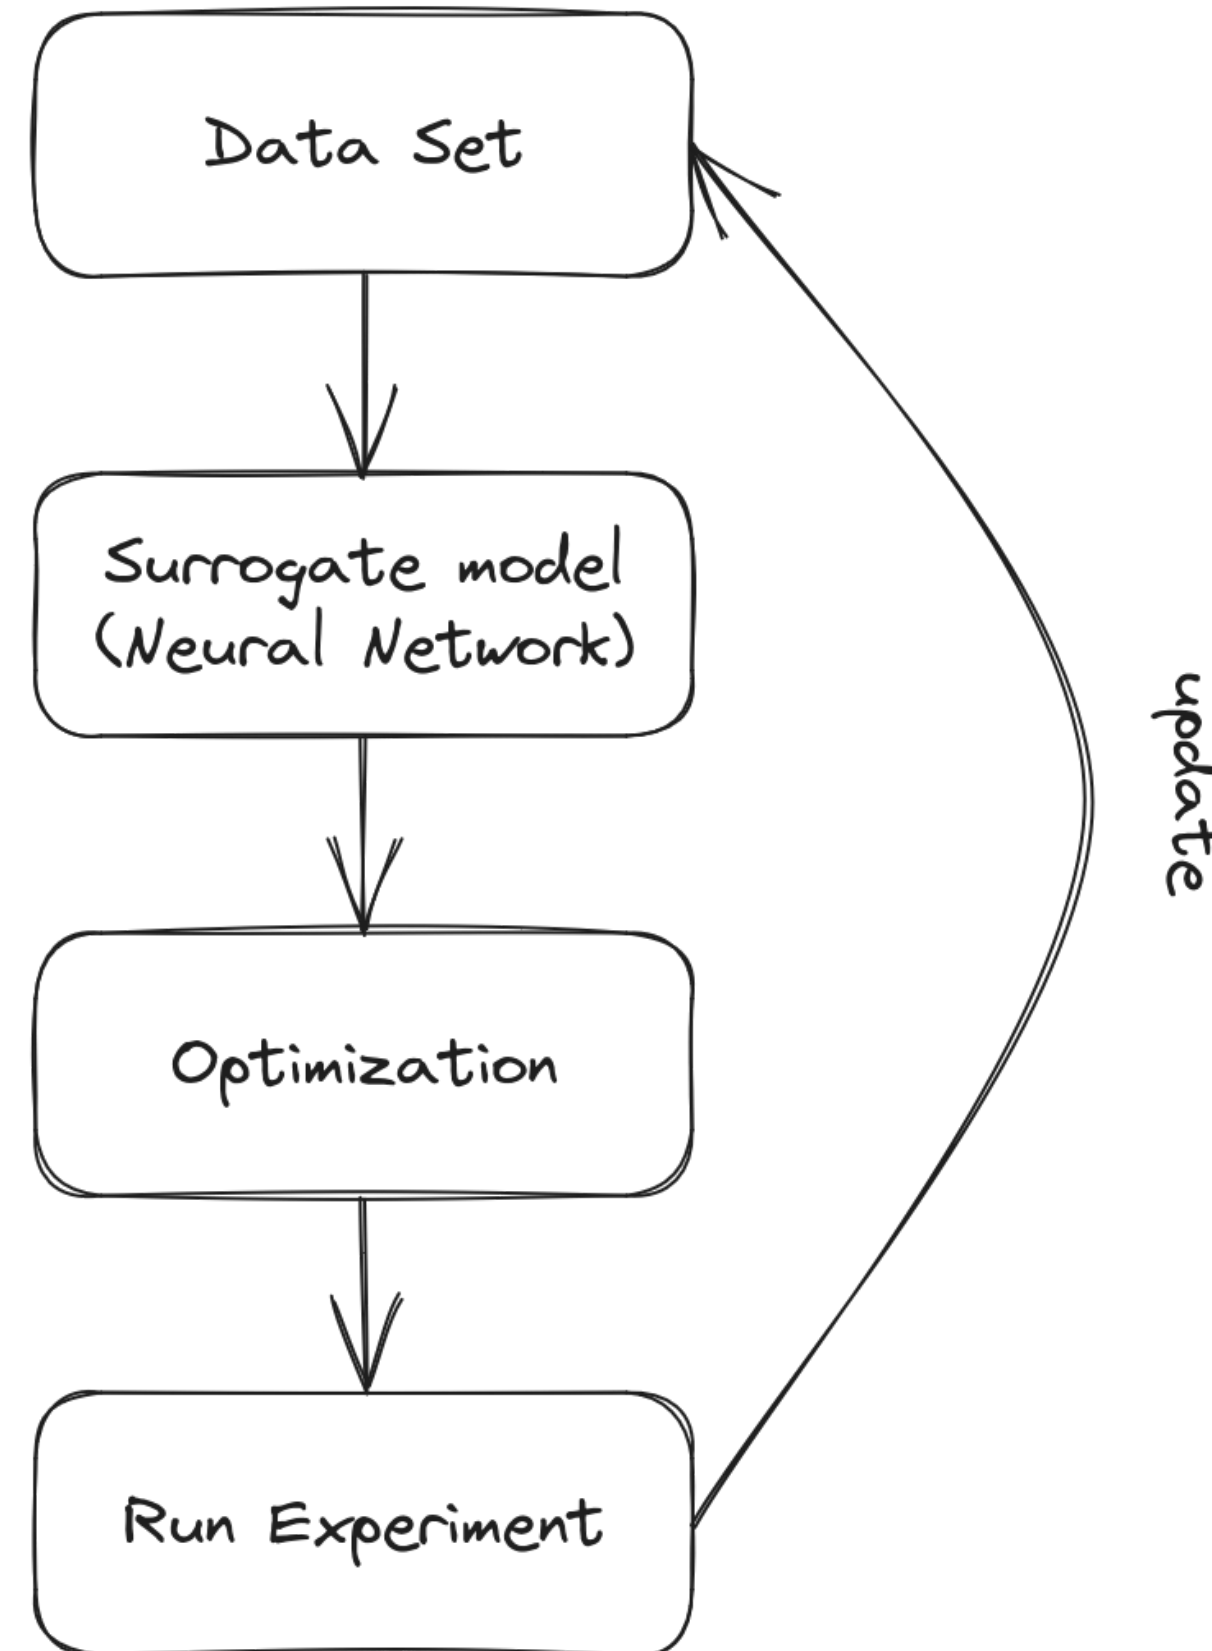 Data Set
Surrogate model
(Neural Network)
update
Optimization
Run Experiment